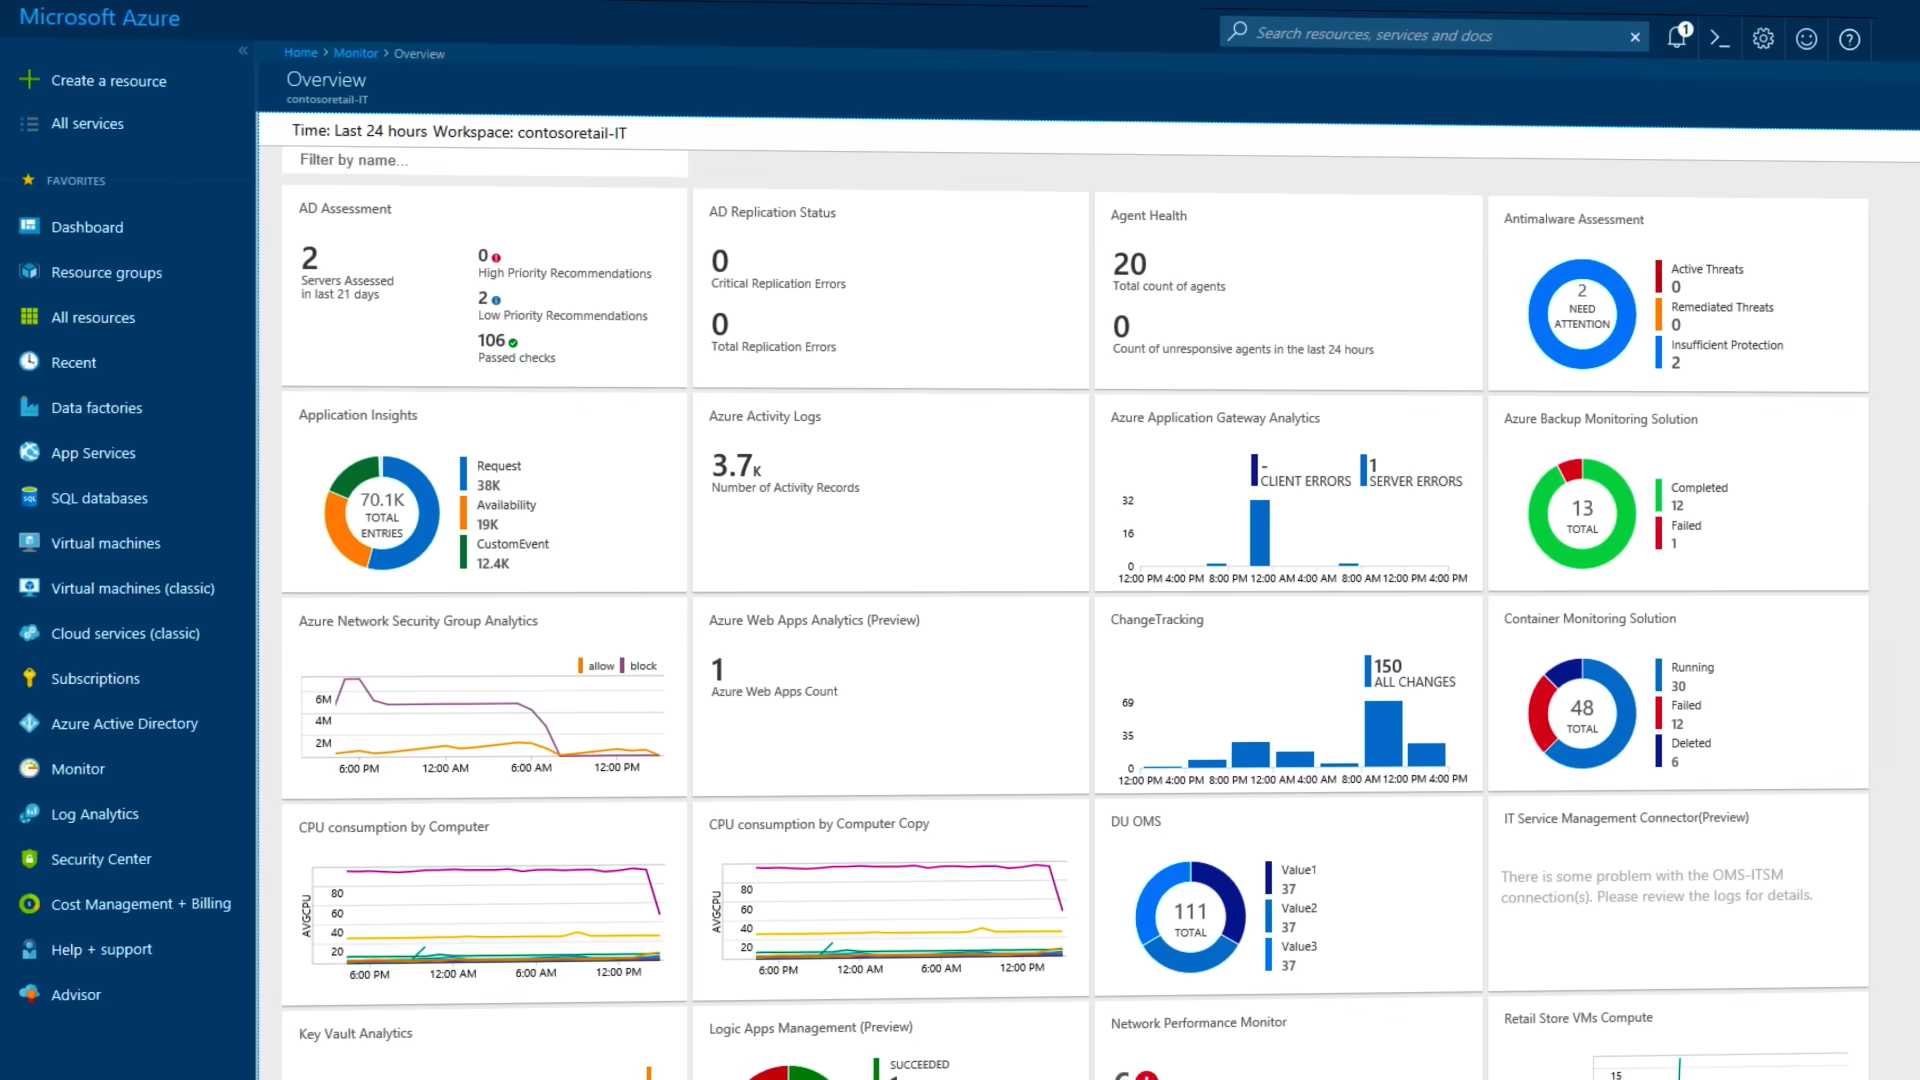 Microsoft Azure
Search resources, services and docs
1
Home > Monitor > Overview
Overview
contosoretail-IT
Create a resource
All services
FAVORITES
Dashboard
Resource groups
All resources
Recent
Data factories
App Services
SQL databases
Virtual machines
Virtual machines (classic)
Cloud services (classic)
Subscriptions
Azure Active Directory
Monitor
Log Analytics
Security Center
Cost Management + Billing
Help + support
Advisor
Time: Last 24 hours Workspace: contosoretail-IT
Filter by name...
AD Assessment
2
Servers Assessed
in last 21 days
0
High Priority Recommendations
2
Low Priority Recommendations
106
Passed checks
AD Replication Status
0
Critical Replication Errors
0
Total Replication Errors
Agent Health
20
Total count of agents
0
Count of unresponsive agents in the last 24 hours
Antimalware Assessment
2
NEED
ATTENTION
Active Threats
0
Remediated Threats
0
Insufficient Protection
2
Application Insights
70.1K
TOTAL
ENTRIES
Request
38K
Availability
19K
CustomEvent
12.4K
Azure Activity Logs
3.7K
Number of Activity Records
Azure Application Gateway Analytics
-
CLIENT ERRORS
1
SERVER ERRORS
32
16
0
12:00 PM 4:00 PM 8:00 PM 12:00 AM 4:00 AM 8:00 AM 12:00 PM 4:00 PM
Azure Backup Monitoring Solution
13
TOTAL
Completed
12
Failed
1
Azure Network Security Group Analytics
allow block
6M
4M
2M
6:00 PM 12:00 AM 6:00 AM 12:00 PM
Azure Web Apps Analytics (Preview)
1
Azure Web Apps Count
ChangeTracking
150
ALL CHANGES
69
35
0
12:00 PM 4:00 PM 8:00 PM 12:00 AM 4:00 AM 8:00 AM 12:00 PM 4:00 PM
Container Monitoring Solution
48
TOTAL
Running
30
Failed
12
Deleted
6
CPU consumption by Computer
AVGCPU
80
60
40
20
6:00 PM 12:00 AM 6:00 AM 12:00 PM
CPU consumption by Computer Copy
AVGCPU
80
60
40
20
6:00 PM 12:00 AM 6:00 AM 12:00 PM
DU OMS
111
TOTAL
Value1
37
Value2
37
Value3
37
IT Service Management Connector(Preview)
There is some problem with the OMS-ITSM
connection(s). Please review the logs for details.
Key Vault Analytics
Logic Apps Management (Preview)
SUCCEEDED
Network Performance Monitor
Retail Store VMs Compute
15